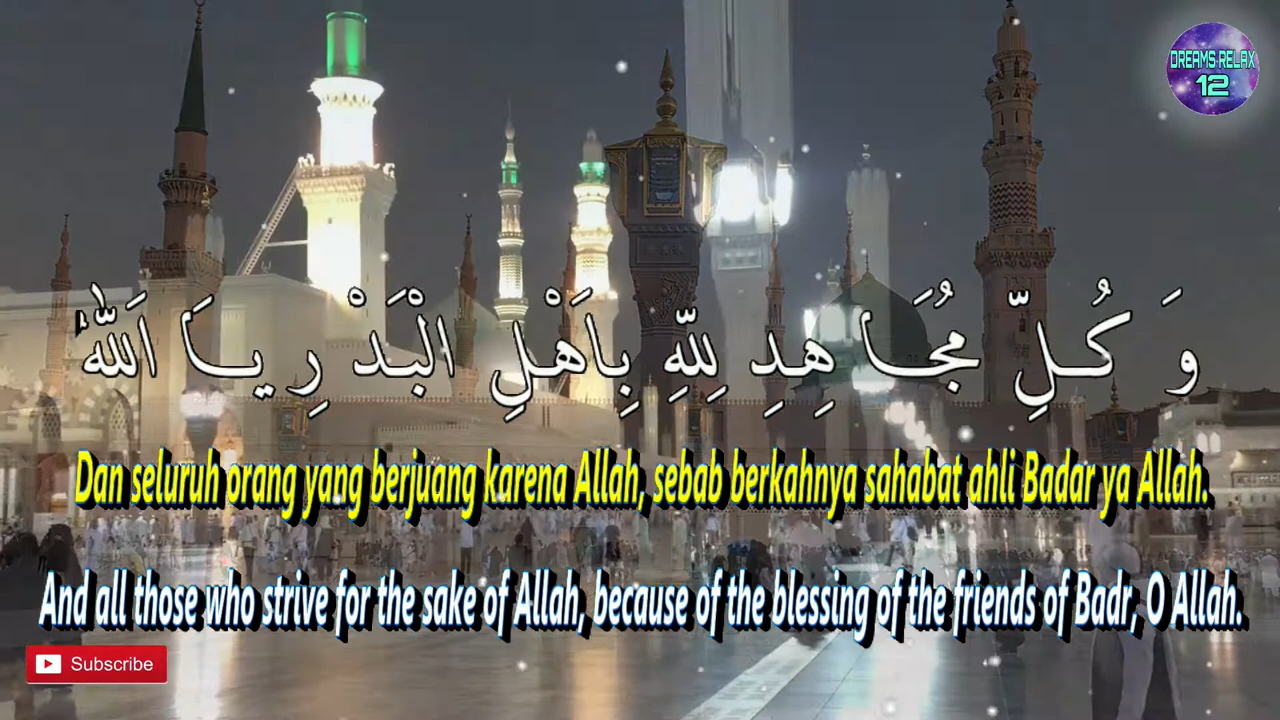 DREAMS RELAX
12
وَ كُلِّ مُجَاهِدِ لِلّٰهِ بِاَهْلِ الْبَدْرِ يَا اَللّٰهُ
Dan seluruh orang yang berjuang karena Allah, sebab berkahnya sahabat ahli Badar ya Allah.
And all those who strive for the sake of Allah, because of the blessing of the friends of Badr, O Allah.
Subscribe